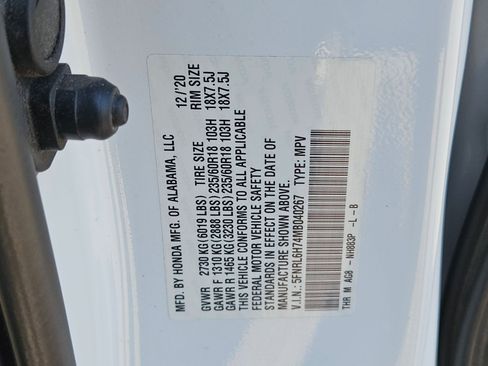 MFD. BY HONDA MFG. OF ALABAMA, LLC 12/'20
GVWR 2730 KG(6019 LBS) TIRE SIZE RIM SIZE
GAWR F 1310 KG(2888 LBS) 235/60R18 103H 18X7.5J
GAWR R 1465 KG(3230 LBS) 235/60R18 103H 18X7.5J
THIS VEHICLE CONFORMS TO ALL APPLICABLE
FEDERAL MOTOR VEHICLE SAFETY
STANDARDS IN EFFECT ON THE DATE OF
MANUFACTURE SHOWN ABOVE.
V.I.N.: 5FNRL6H74MB040267 TYPE: MPV
THR M AG8 - NH883P -L -B